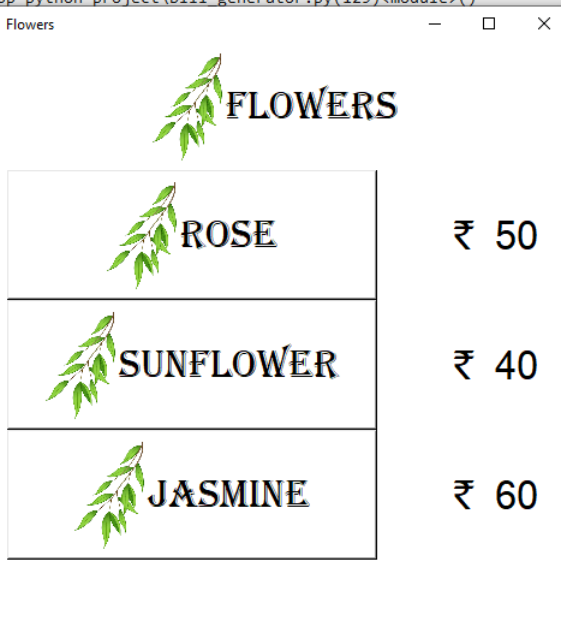 Flowers
FLOWERS
ROSE ₹ 50
SUNFLOWER ₹ 40
JASMINE ₹ 60